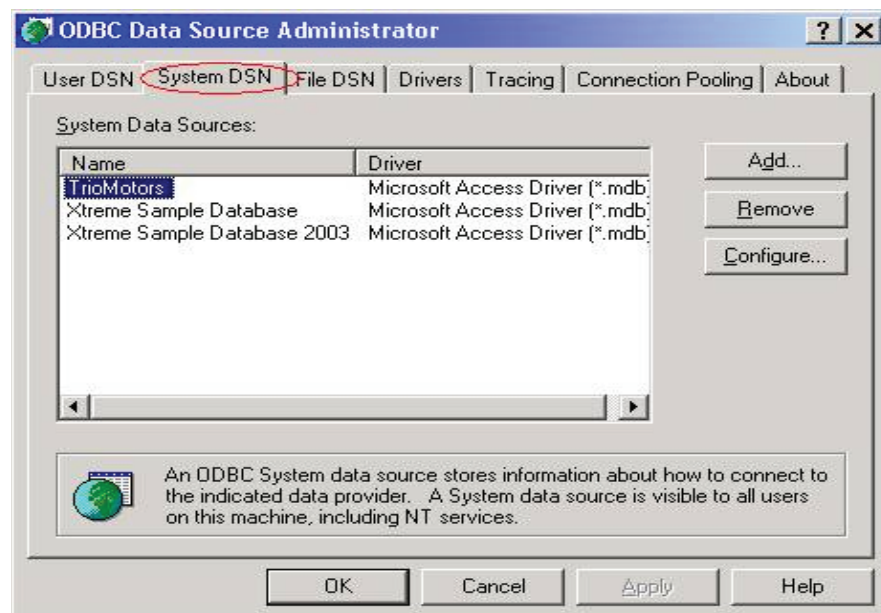 ODBC Data Source Administrator
User DSN System DSN File DSN Drivers Tracing Connection Pooling About
System Data Sources:
Name Driver
TrioMotors Microsoft Access Driver (*.mdb)
Xtreme Sample Database Microsoft Access Driver (*.mdb)
Xtreme Sample Database 2003 Microsoft Access Driver (*.mdb)
Add...
Remove
Configure...
An ODBC System data source stores information about how to connect to
the indicated data provider. A System data source is visible to all users
on this machine, including NT services.
OK Cancel Apply Help